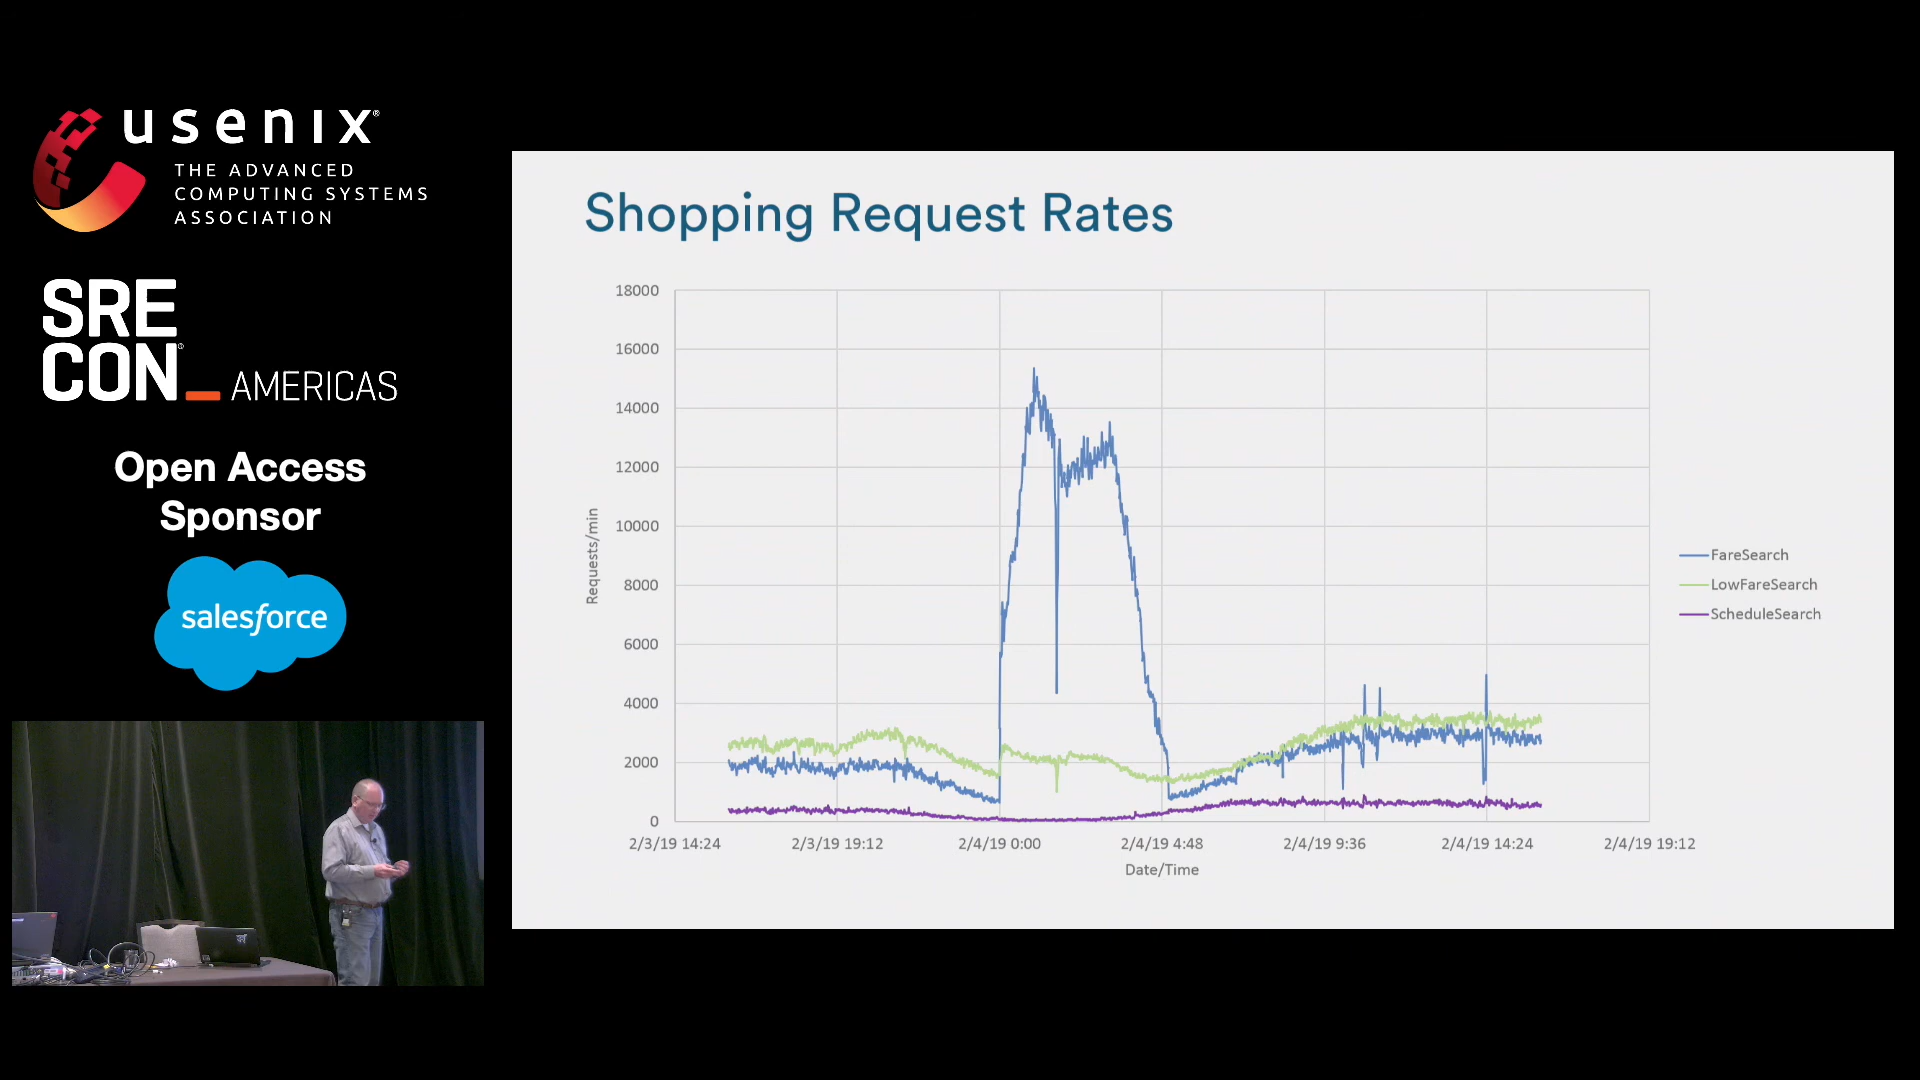 usenix®
THE ADVANCED
COMPUTING SYSTEMS
ASSOCIATION
SRE
CON®_AMERICAS
Open Access
Sponsor
salesforce
Shopping Request Rates
18000
16000
14000
12000
10000
8000
6000
4000
2000
0
Requests/min
2/3/19 14:24
2/3/19 19:12
2/4/19 0:00
2/4/19 4:48
2/4/19 9:36
2/4/19 14:24
2/4/19 19:12
Date/Time
FareSearch
LowFareSearch
ScheduleSearch